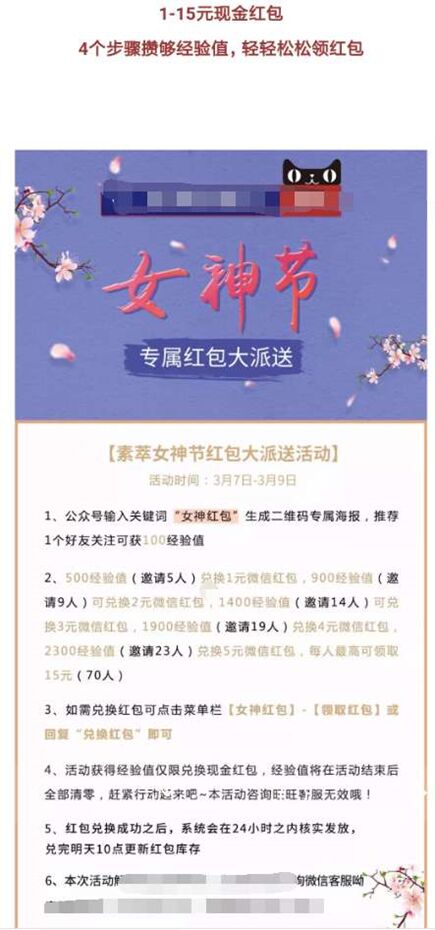 1-15元现金红包
4个步骤攒够经验值，轻轻松松领红包
女神节
专属红包大派送
【素萃女神节红包大派送活动】
活动时间：3月7日-3月9日
1、公众号输入关键词“女神红包”生成二维码专属海报，推荐
1个好友关注可获100经验值
2、500经验值（邀请5人）兑换1元微信红包，900经验值（邀
请9人）可兑换2元微信红包，1400经验值（邀请14人）可兑
换3元微信红包，1900经验值（邀请19人）兑换4元微信红包，
2300经验值（邀请23人）兑换5元微信红包，每人最高可领取
15元（70人）
3、如需兑换红包可点击菜单栏【女神红包】-【领取红包】或
回复“兑换红包”即可
4、活动获得经验值仅限兑换现金红包，经验值将在活动结束后
全部清零，赶紧行动起来吧~本活动咨询旺旺客服无效哦！
5、红包兑换成功之后，系统会在24小时之内核实发放，
兑完明天10点更新红包库存
6、本次活动 询微信客服呦